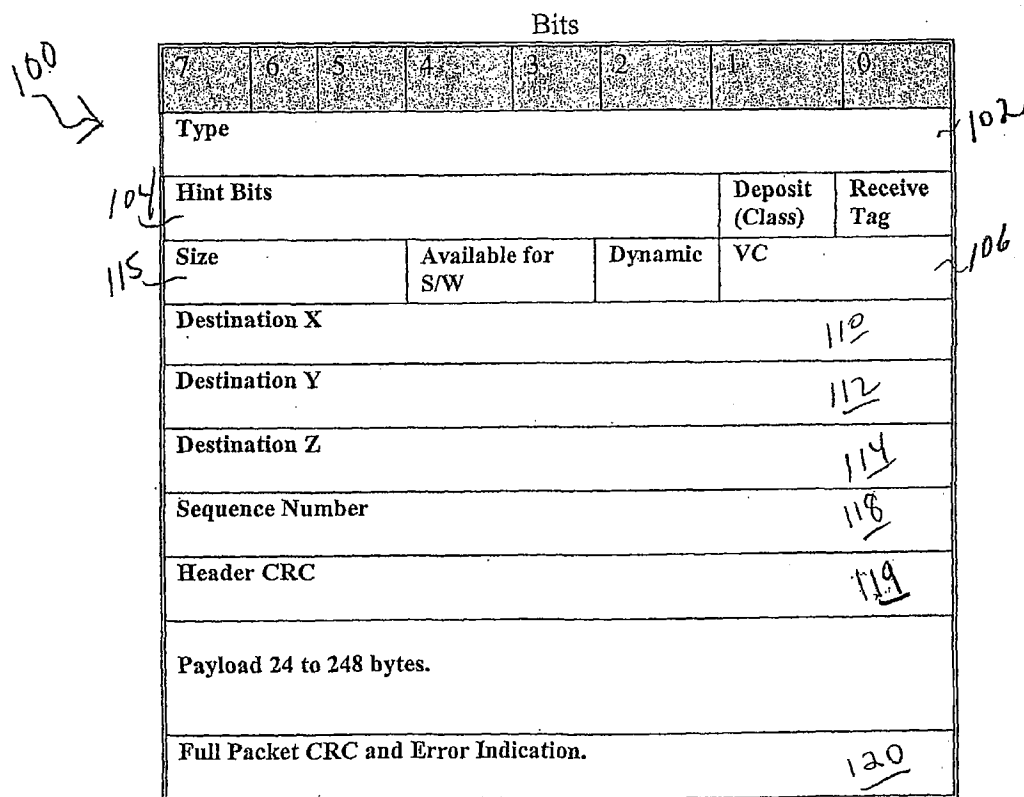 Bits
100
7 6 5 4 3 2 1 0
Type 102
104 Hint Bits Deposit (Class) Receive Tag
115 Size Available for S/W Dynamic VC 106
Destination X 110
Destination Y 112
Destination Z 114
Sequence Number 118
Header CRC 119
Payload 24 to 248 bytes.
Full Packet CRC and Error Indication. 120